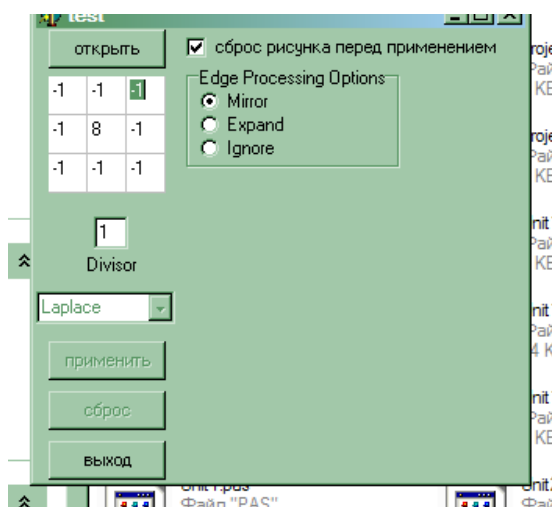 test
открыть
сброс рисунка перед применением
Edge Processing Options
-1 -1 -1
Mirror
-1 8 -1
Expand
Ignore
-1 -1 -1
1
Divisor
Laplace
применить
сброс
выход
Unit1.pas
Файл "PAS"